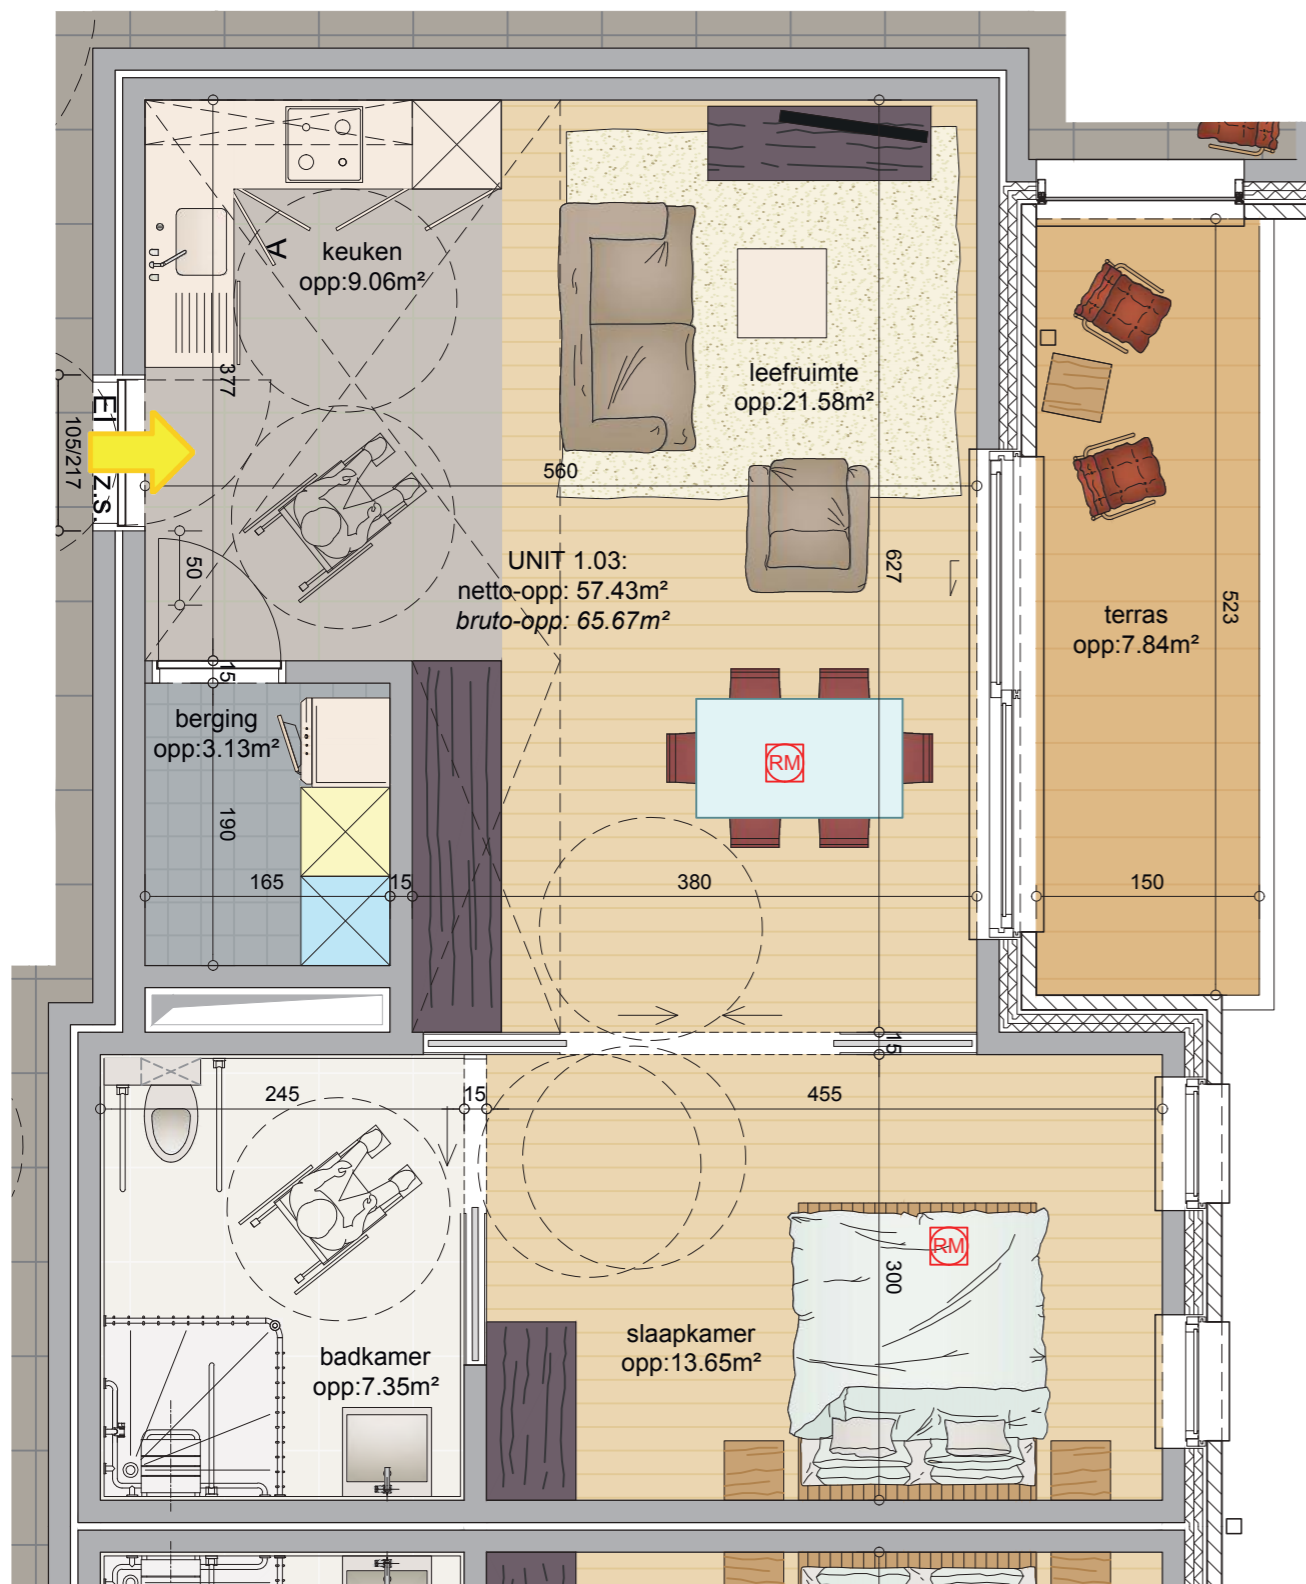 A
keuken
opp:9.06m²
377
leefruimte
opp:21.58m²
EI
z.s.
105/217
560
50
UNIT 1.03:
netto-opp: 57.43m²
bruto-opp: 65.67m²
627
terras
opp:7.84m²
523
15
berging
opp:3.13m²
RM
190
165
15
380
150
15
245
15
455
RM
300
slaapkamer
opp:13.65m²
badkamer
opp:7.35m²